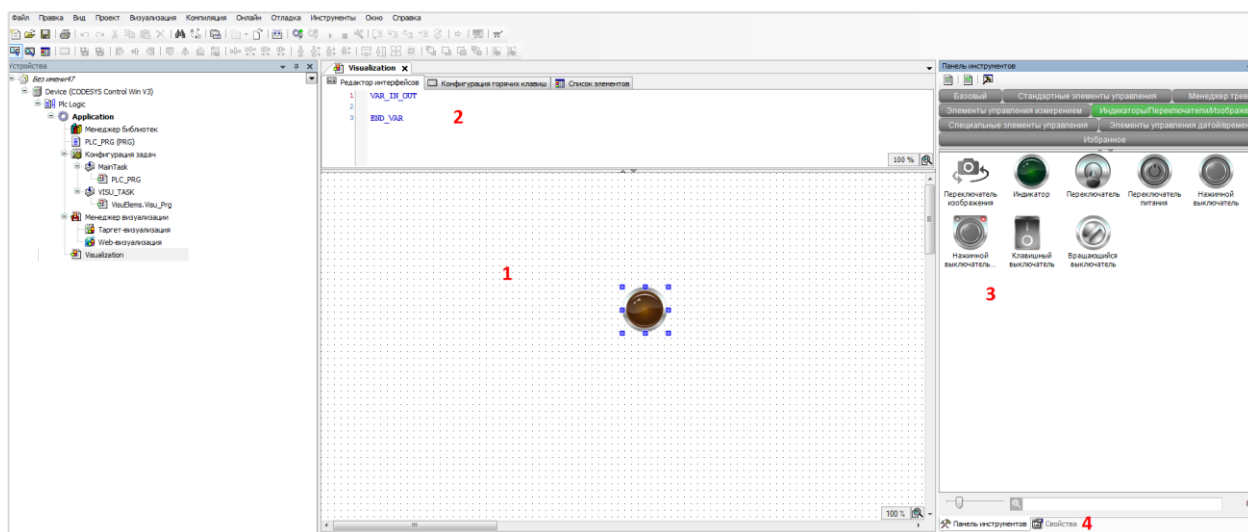 Файл Правка Вид Проект Визуализация Компиляция Онлайн Отладка Инструменты Окно Справка
Устройства
Без имени47
Device (CODESYS Control Win V3)
Plc Logic
Application
Менеджер библиотек
PLC_PRG (PRG)
Конфигурация задач
MainTask
PLC_PRG
VISU_TASK
VisuElems.Visu_Prg
Менеджер визуализации
Таргет-визуализация
Web-визуализация
Visualization
Visualization
Редактор интерфейсов Конфигурация горячих клавиш Список элементов
1 VAR_IN_OUT
2
3 END_VAR
2
100 %
1
100 %
Панель инструментов
Базовый Стандартные элементы управления Менеджер трев
Элементы управления измерением Индикаторы/Переключатели/Изображе
Специальные элементы управления Элементы управления датой/времен
Избранное
Переключатель изображения
Индикатор
Переключатель
Переключатель питания
Нажимной выключатель
Нажимной выключатель...
Клавишный выключатель
Вращающийся выключатель
3
Панель инструментов Свойства 4